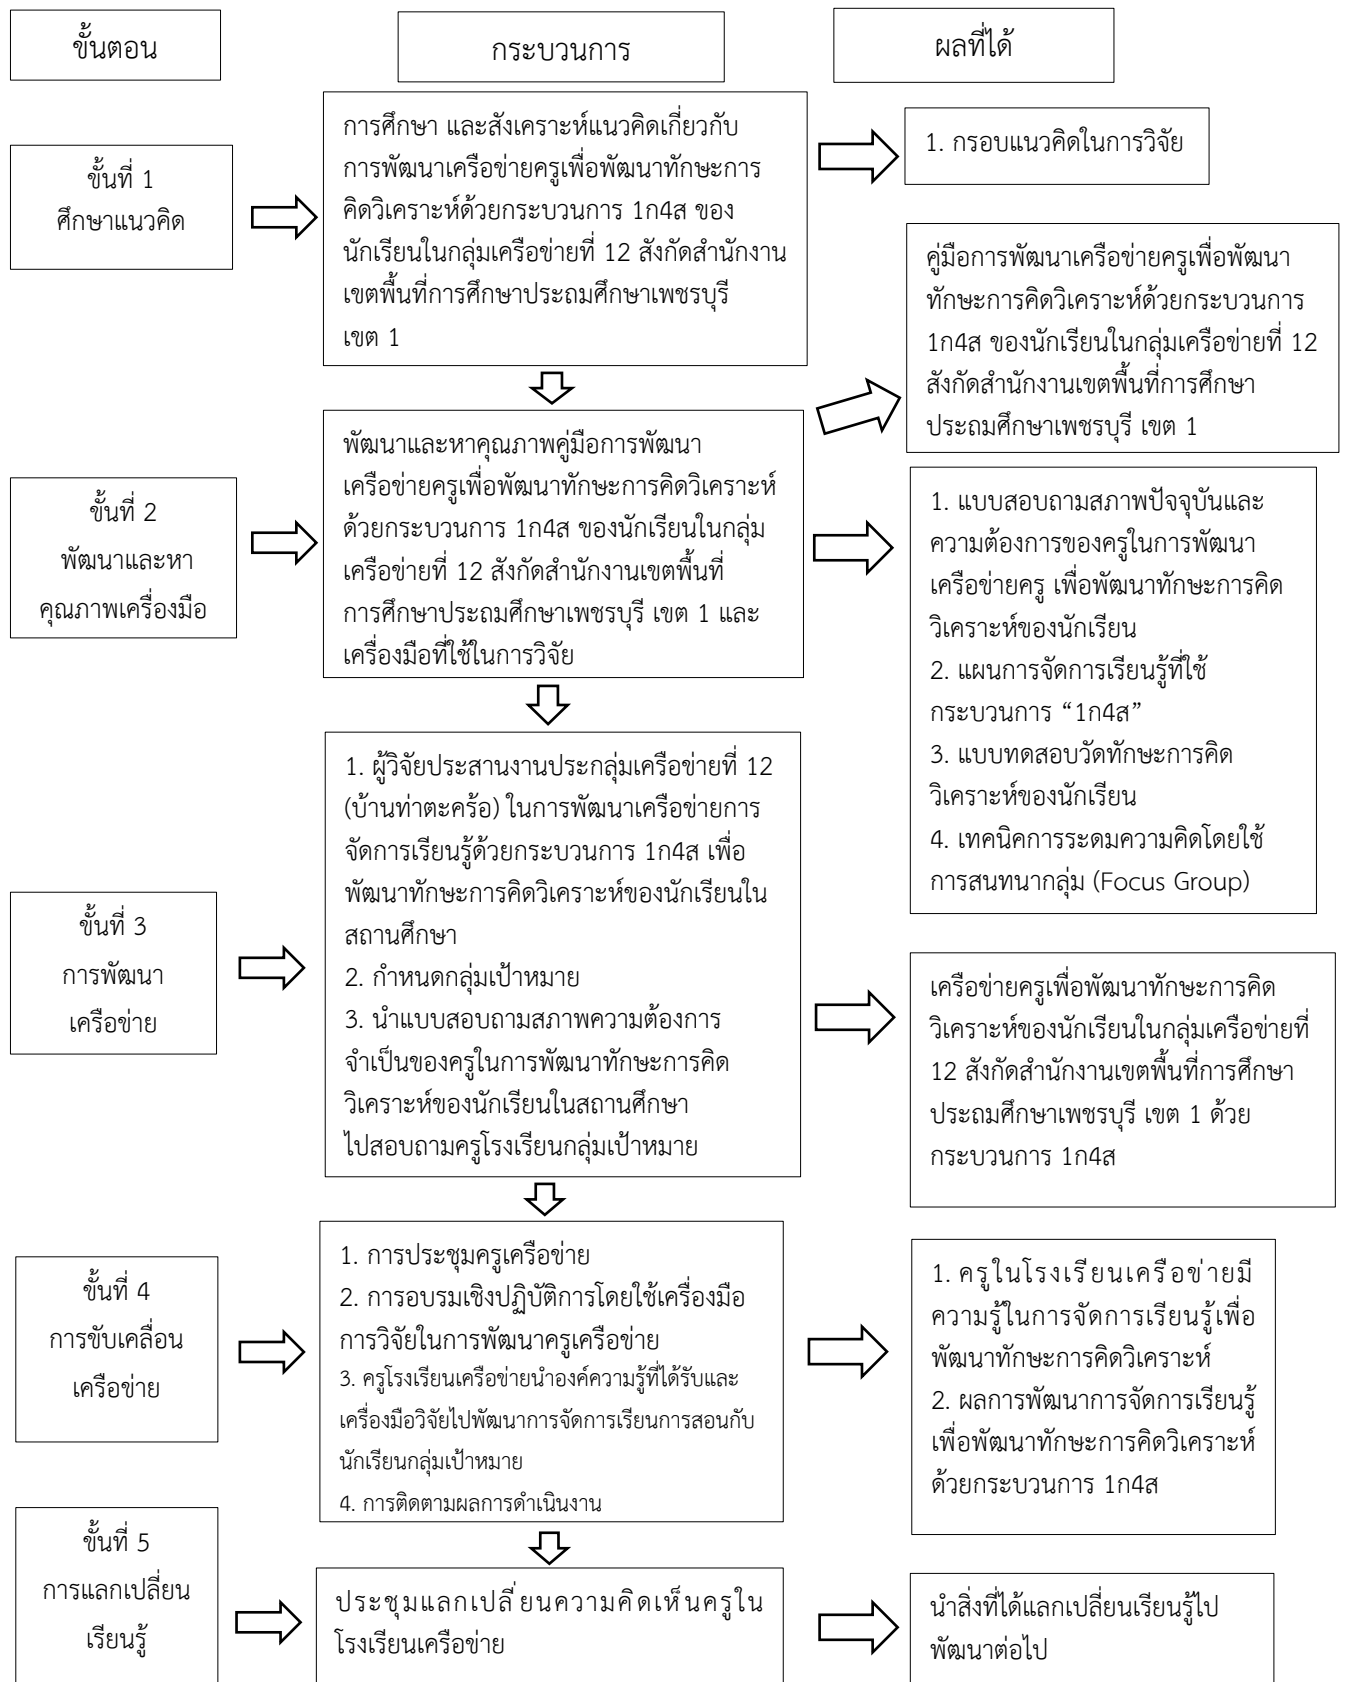 ขั้นตอน
กระบวนการ
ผลที่ได้
ขั้นที่ 1
ศึกษาแนวคิด
การศึกษา และสังเคราะห์แนวคิดเกี่ยวกับ
การพัฒนาเครือข่ายครูเพื่อพัฒนาทักษะการ
คิดวิเคราะห์ด้วยกระบวนการ 1ก4ส ของ
นักเรียนในกลุ่มเครือข่ายที่ 12 สังกัดสำนักงาน
เขตพื้นที่การศึกษาประถมศึกษาเพชรบุรี
เขต 1
1. กรอบแนวคิดในการวิจัย
ขั้นที่ 2
พัฒนาและหา
คุณภาพเครื่องมือ
พัฒนาและหาคุณภาพคู่มือการพัฒนา
เครือข่ายครูเพื่อพัฒนาทักษะการคิดวิเคราะห์
ด้วยกระบวนการ 1ก4ส ของนักเรียนในกลุ่ม
เครือข่ายที่ 12 สังกัดสำนักงานเขตพื้นที่
การศึกษาประถมศึกษาเพชรบุรี เขต 1 และ
เครื่องมือที่ใช้ในการวิจัย
คู่มือการพัฒนาเครือข่ายครูเพื่อพัฒนา
ทักษะการคิดวิเคราะห์ด้วยกระบวนการ
1ก4ส ของนักเรียนในกลุ่มเครือข่ายที่ 12
สังกัดสำนักงานเขตพื้นที่การศึกษา
ประถมศึกษาเพชรบุรี เขต 1
1. แบบสอบถามสภาพปัจจุบันและ
ความต้องการของครูในการพัฒนา
เครือข่ายครู เพื่อพัฒนาทักษะการคิด
วิเคราะห์ของนักเรียน
2. แผนการจัดการเรียนรู้ที่ใช้
กระบวนการ “1ก4ส”
3. แบบทดสอบวัดทักษะการคิด
วิเคราะห์ของนักเรียน
4. เทคนิคการระดมความคิดโดยใช้
การสนทนากลุ่ม (Focus Group)
ขั้นที่ 3
การพัฒนา
เครือข่าย
1. ผู้วิจัยประสานงานประกลุ่มเครือข่ายที่ 12
(บ้านท่าตะคร้อ) ในการพัฒนาเครือข่ายการ
จัดการเรียนรู้ด้วยกระบวนการ 1ก4ส เพื่อ
พัฒนาทักษะการคิดวิเคราะห์ของนักเรียนใน
สถานศึกษา
2. กำหนดกลุ่มเป้าหมาย
3. นำแบบสอบถามสภาพความต้องการ
จำเป็นของครูในการพัฒนาทักษะการคิด
วิเคราะห์ของนักเรียนในสถานศึกษา
ไปสอบถามครูโรงเรียนกลุ่มเป้าหมาย
เครือข่ายครูเพื่อพัฒนาทักษะการคิด
วิเคราะห์ของนักเรียนในกลุ่มเครือข่ายที่
12 สังกัดสำนักงานเขตพื้นที่การศึกษา
ประถมศึกษาเพชรบุรี เขต 1 ด้วย
กระบวนการ 1ก4ส
ขั้นที่ 4
การขับเคลื่อน
เครือข่าย
1. การประชุมครูเครือข่าย
2. การอบรมเชิงปฏิบัติการโดยใช้เครื่องมือ
การวิจัยในการพัฒนาครูเครือข่าย
3. ครูโรงเรียนเครือข่ายนำองค์ความรู้ที่ได้รับและ
เครื่องมือวิจัยไปพัฒนาการจัดการเรียนการสอนกับ
นักเรียนกลุ่มเป้าหมาย
4. การติดตามผลการดำเนินงาน
1. ครูในโรงเรียนเครือข่ายมี
ความรู้ในการจัดการเรียนรู้เพื่อ
พัฒนาทักษะการคิดวิเคราะห์
2. ผลการพัฒนาการจัดการเรียนรู้
เพื่อพัฒนาทักษะการคิดวิเคราะห์
ด้วยกระบวนการ 1ก4ส
ขั้นที่ 5
การแลกเปลี่ยน
เรียนรู้
ประชุมแลกเปลี่ยนความคิดเห็นครูใน
โรงเรียนเครือข่าย
นำสิ่งที่ได้แลกเปลี่ยนเรียนรู้ไป
พัฒนาต่อไป